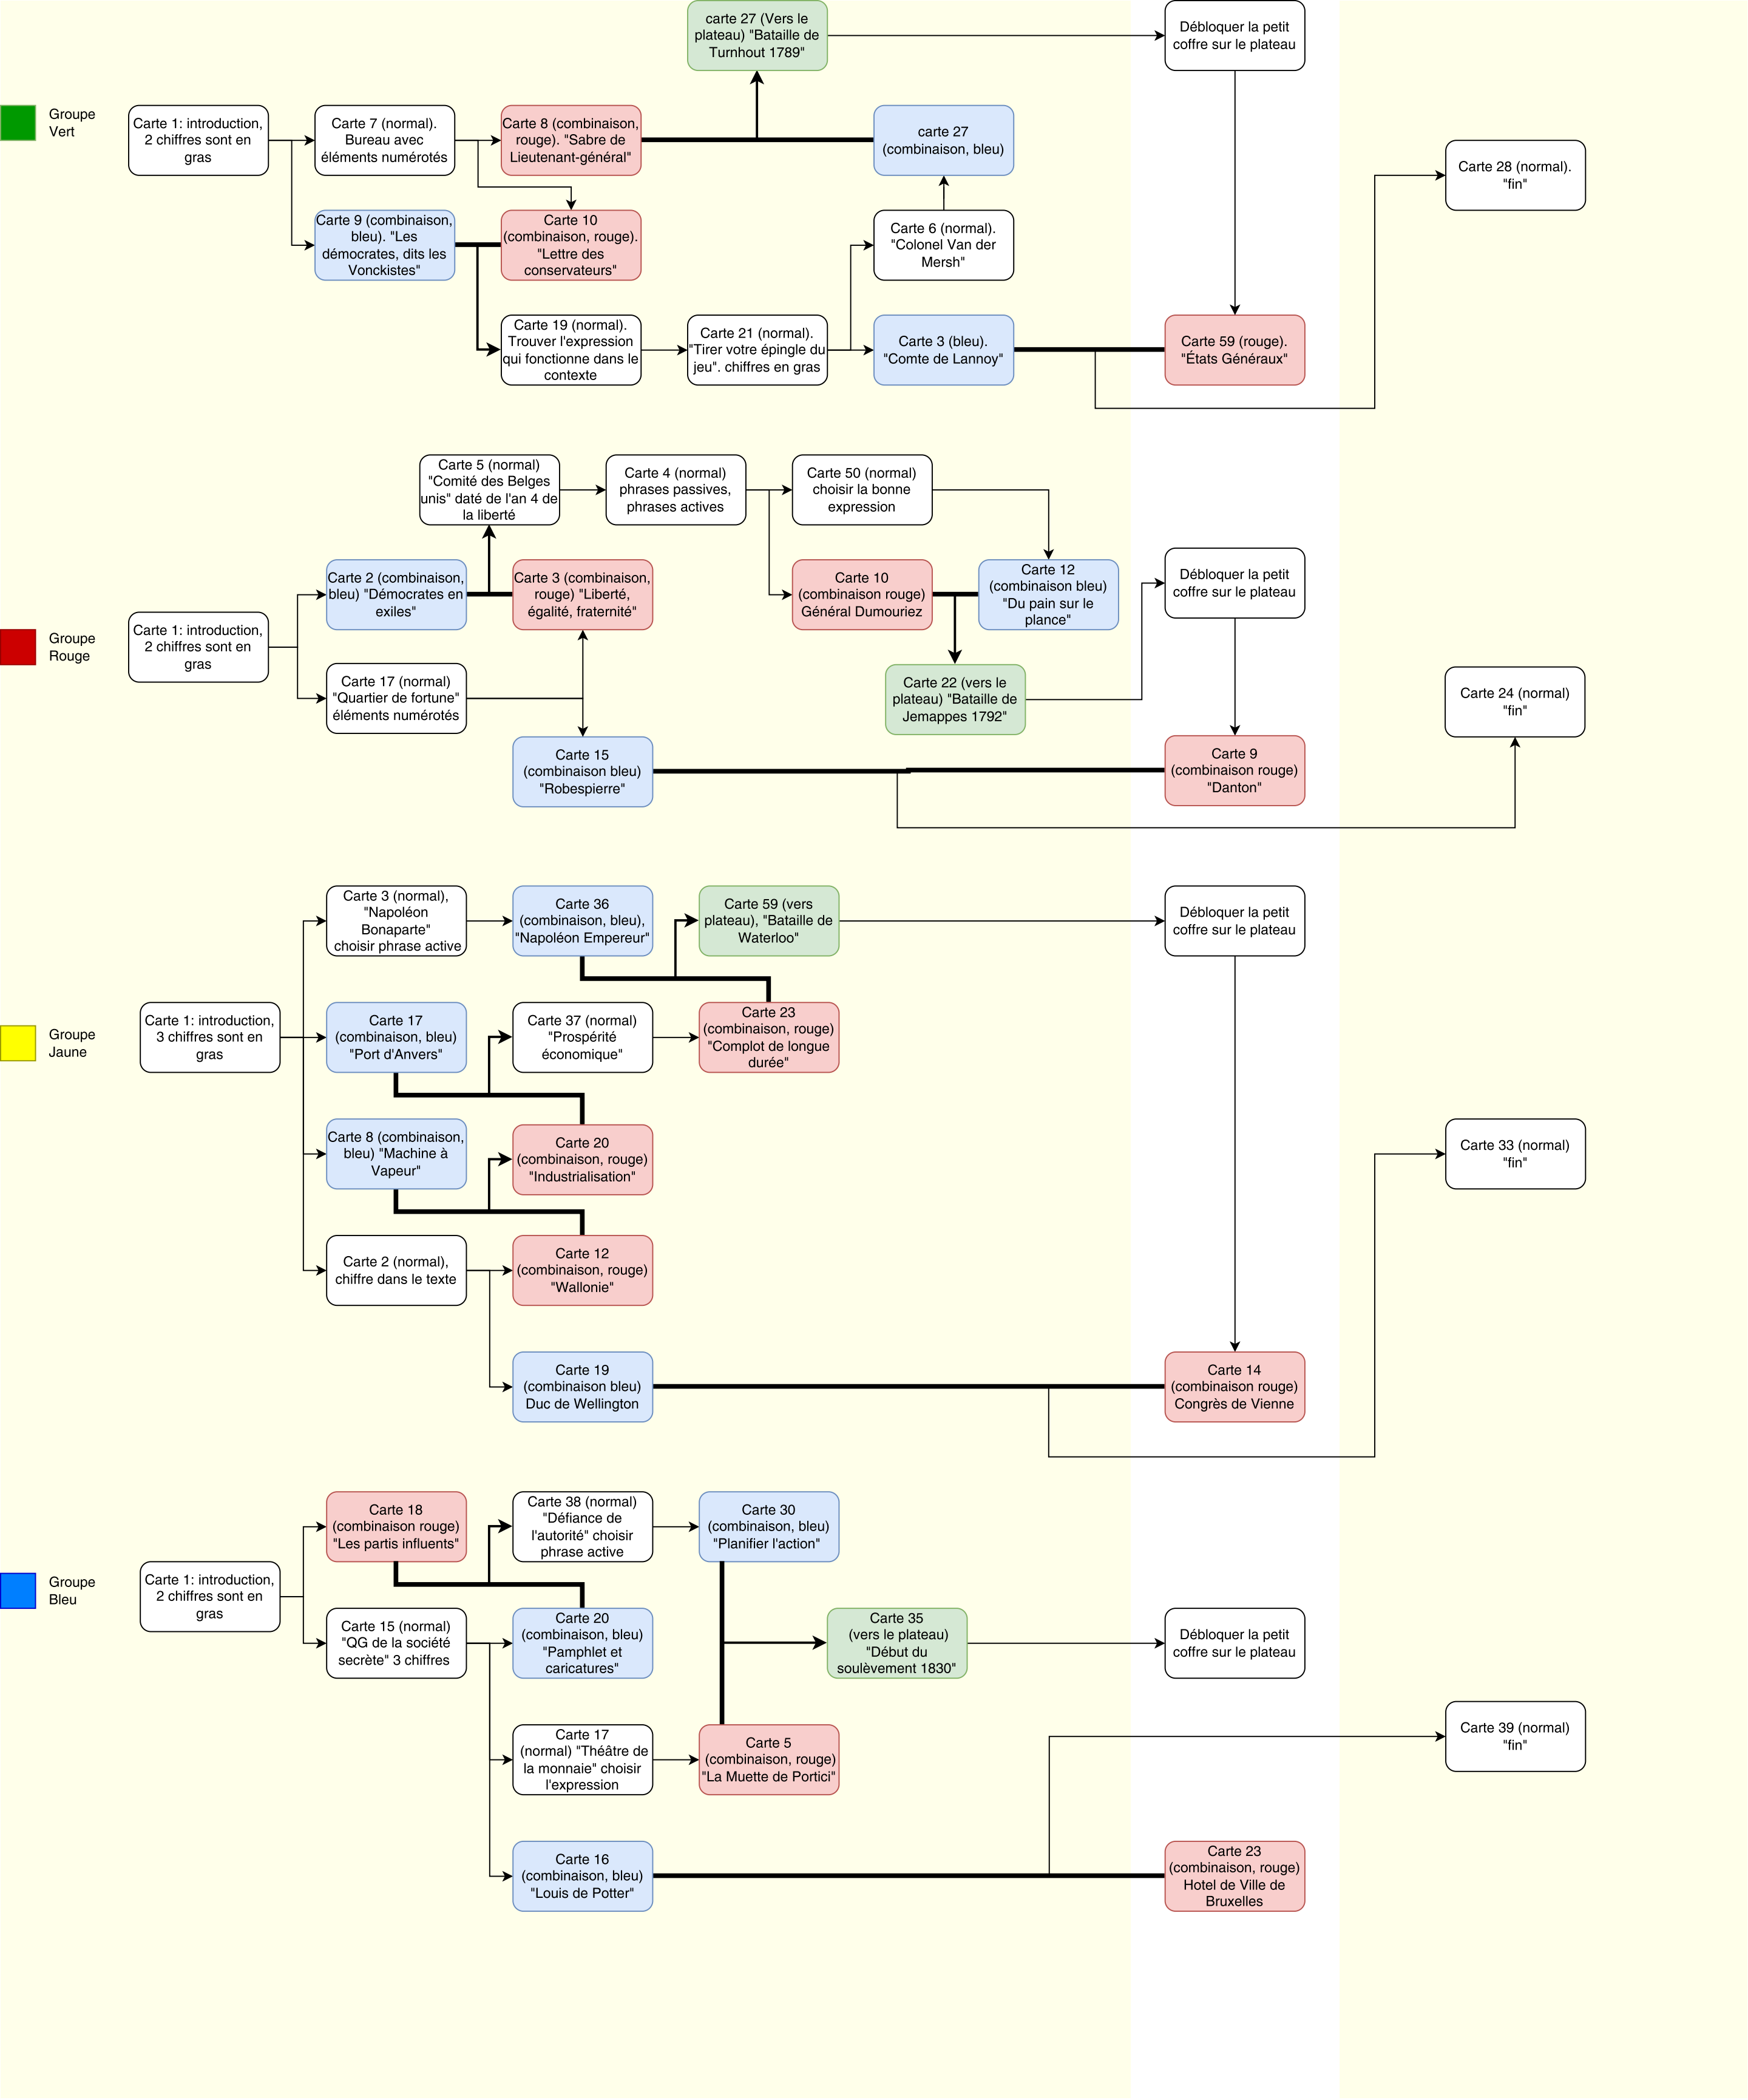 carte 27 (Vers le
plateau) "Bataille de
Turnhout 1789"
Débloquer la petit
coffre sur le plateau
Groupe
Vert
Carte 1: introduction,
2 chiffres sont en
gras
Carte 7 (normal).
Bureau avec
éléments numérotés
Carte 8 (combinaison,
rouge). "Sabre de
Lieutenant-général"
carte 27
(combinaison, bleu)
Carte 28 (normal).
"fin"
Carte 9 (combinaison,
bleu). "Les
démocrates, dits les
Vonckistes"
Carte 10
(combinaison, rouge).
"Lettre des
conservateurs"
Carte 6 (normal).
"Colonel Van der
Mersh"
Carte 19 (normal).
Trouver l'expression
qui fonctionne dans le
contexte
Carte 21 (normal).
"Tirer votre épingle du
jeu". chiffres en gras
Carte 3 (bleu).
"Comte de Lannoy"
Carte 59 (rouge).
"États Généraux"
Carte 5 (normal)
"Comité des Belges
unis" daté de l'an 4 de
la liberté
Carte 4 (normal)
phrases passives,
phrases actives
Carte 50 (normal)
choisir la bonne
expression
Groupe
Rouge
Carte 1: introduction,
2 chiffres sont en
gras
Carte 2 (combinaison,
bleu) "Démocrates en
exiles"
Carte 3 (combinaison,
rouge) "Liberté,
égalité, fraternité"
Carte 10
(combinaison rouge)
Général Dumouriez
Carte 12
(combinaison bleu)
"Du pain sur le
plance"
Débloquer la petit
coffre sur le plateau
Carte 17 (normal)
"Quartier de fortune"
éléments numérotés
Carte 22 (vers le
plateau) "Bataille de
Jemappes 1792"
Carte 24 (normal)
"fin"
Carte 15
(combinaison bleu)
"Robespierre"
Carte 9
(combinaison rouge)
"Danton"
Carte 3 (normal),
"Napoléon
Bonaparte"
choisir phrase active
Carte 36
(combinaison, bleu),
"Napoléon Empereur"
Carte 59 (vers
plateau), "Bataille de
Waterloo"
Débloquer la petit
coffre sur le plateau
Groupe
Jaune
Carte 1: introduction,
3 chiffres sont en
gras
Carte 17
(combinaison, bleu)
"Port d'Anvers"
Carte 37 (normal)
"Prospérité
économique"
Carte 23
(combinaison, rouge)
"Complot de longue
durée"
Carte 8 (combinaison,
bleu) "Machine à
Vapeur"
Carte 20
(combinaison, rouge)
"Industrialisation"
Carte 33 (normal)
"fin"
Carte 2 (normal),
chiffre dans le texte
Carte 12
(combinaison, rouge)
"Wallonie"
Carte 19
(combinaison bleu)
Duc de Wellington
Carte 14
(combinaison rouge)
Congrès de Vienne
Carte 18
(combinaison rouge)
"Les partis influents"
Carte 38 (normal)
"Défiance de
l'autorité" choisir
phrase active
Carte 30
(combinaison, bleu)
"Planifier l'action"
Groupe
Bleu
Carte 1: introduction,
2 chiffres sont en
gras
Carte 15 (normal)
"QG de la société
secrète" 3 chiffres
Carte 20
(combinaison, bleu)
"Pamphlet et
caricatures"
Carte 35
(vers le plateau)
"Début du
soulèvement 1830"
Débloquer la petit
coffre sur le plateau
Carte 17
(normal) "Théâtre de
la monnaie" choisir
l'expression
Carte 5
(combinaison, rouge)
"La Muette de Portici"
Carte 39 (normal)
"fin"
Carte 16
(combinaison, bleu)
"Louis de Potter"
Carte 23
(combinaison, rouge)
Hotel de Ville de
Bruxelles